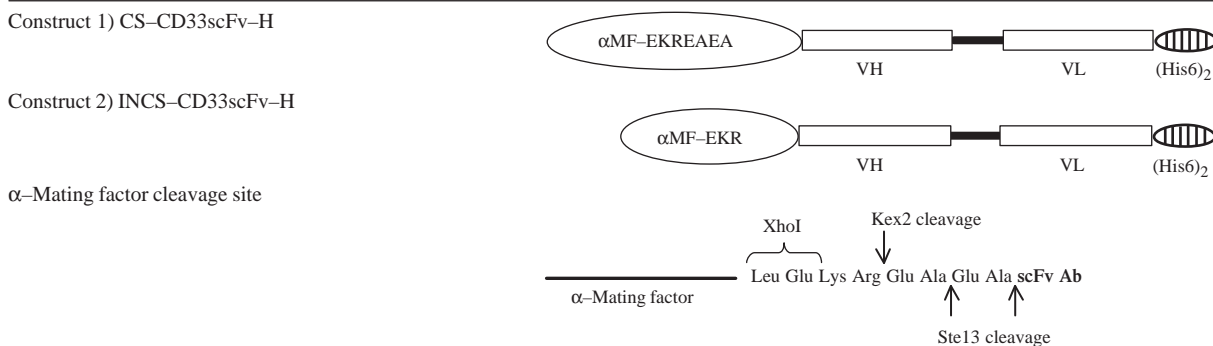 Construct 1) CS–CD33scFv–H
αMF–EKREAEA
VH
VL
(His6)2
Construct 2) INCS–CD33scFv–H
αMF–EKR
VH
VL
(His6)2
α–Mating factor cleavage site
Kex2 cleavage
XhoI
Leu Glu Lys Arg Glu Ala Glu Ala scFv Ab
α–Mating factor
Ste13 cleavage